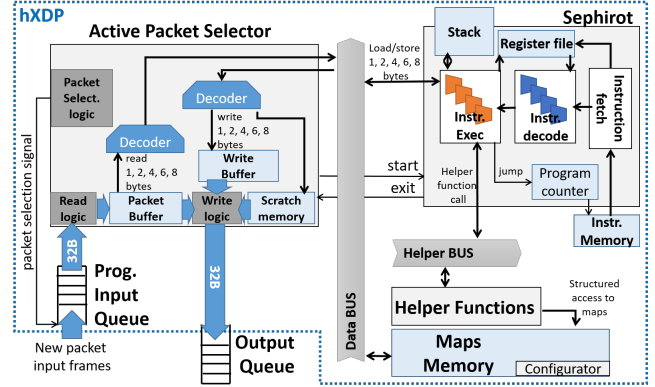 hXDP
Active Packet Selector
Sephirot
Packet
Select.
logic
Decoder
Decoder
read
1, 2, 4, 6, 8
bytes
write
1, 2, 4, 6, 8
bytes
Write
Buffer
Read
logic
Packet
Buffer
Write
logic
Scratch
memory
packet selection signal
32B
32B
Prog.
Input
Queue
New packet
input frames
Output
Queue
Data BUS
Load/store
1, 2, 4, 6, 8
bytes
start
exit
Stack
Register file
Instr.
Exec
Instr.
decode
Instruction
fetch
Helper
function
call
jump
Program
counter
Instr.
Memory
Helper BUS
Helper Functions
Structured
access to
maps
Maps
Memory
Configurator